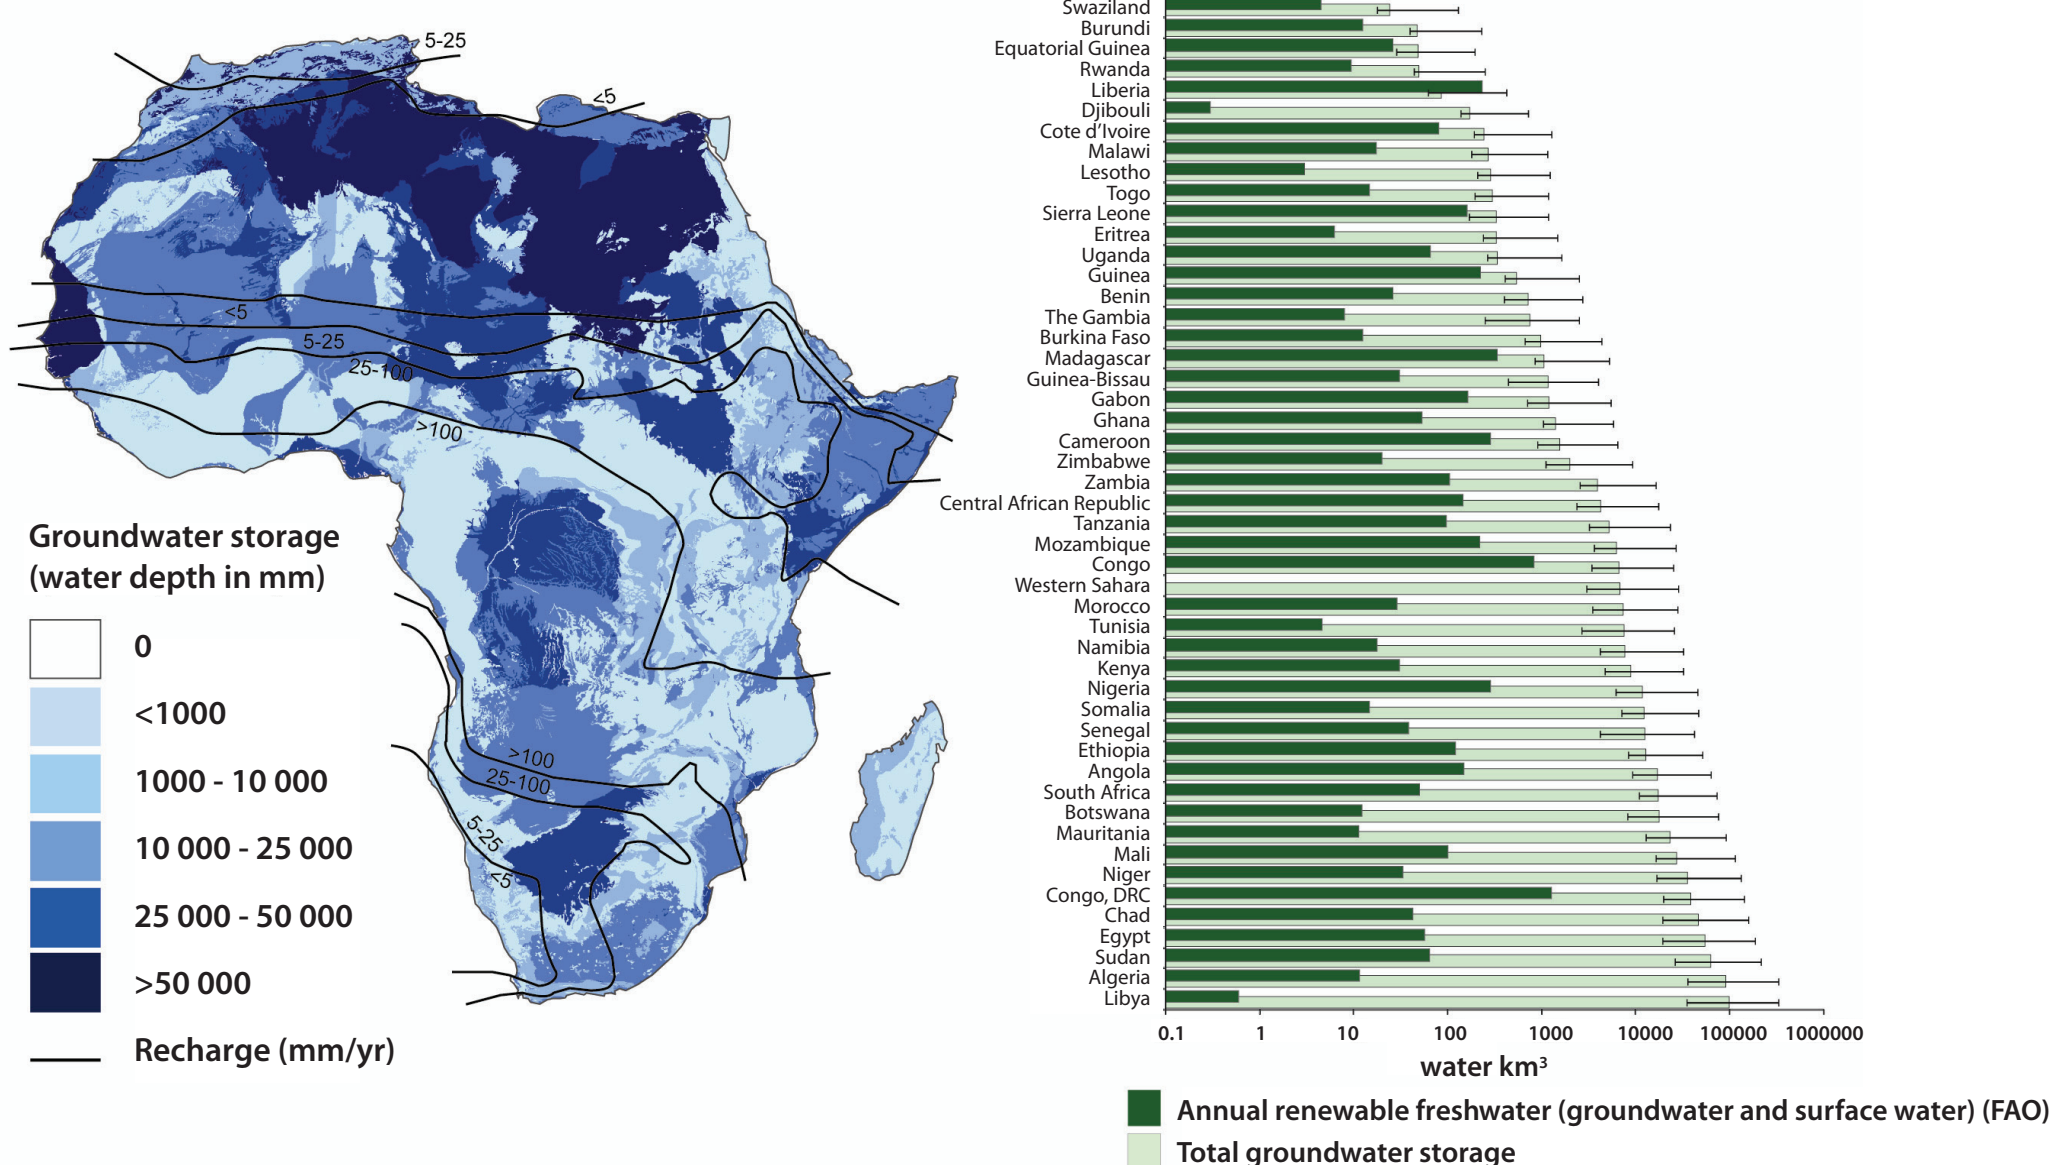 5-25
<5
<5
5-25
25-100
>100
>100
25-100
5-25
<5
Groundwater storage
(water depth in mm)
0
<1000
1000 - 10 000
10 000 - 25 000
25 000 - 50 000
>50 000
Recharge (mm/yr)
Swaziland
Burundi
Equatorial Guinea
Rwanda
Liberia
Djibouli
Cote d'Ivoire
Malawi
Lesotho
Togo
Sierra Leone
Eritrea
Uganda
Guinea
Benin
The Gambia
Burkina Faso
Madagascar
Guinea-Bissau
Gabon
Ghana
Cameroon
Zimbabwe
Zambia
Central African Republic
Tanzania
Mozambique
Congo
Western Sahara
Morocco
Tunisia
Namibia
Kenya
Nigeria
Somalia
Senegal
Ethiopia
Angola
South Africa
Botswana
Mauritania
Mali
Niger
Congo, DRC
Chad
Egypt
Sudan
Algeria
Libya
0.1 1 10 100 1000 10000 100000 1000000
water km³
Annual renewable freshwater (groundwater and surface water) (FAO)
Total groundwater storage